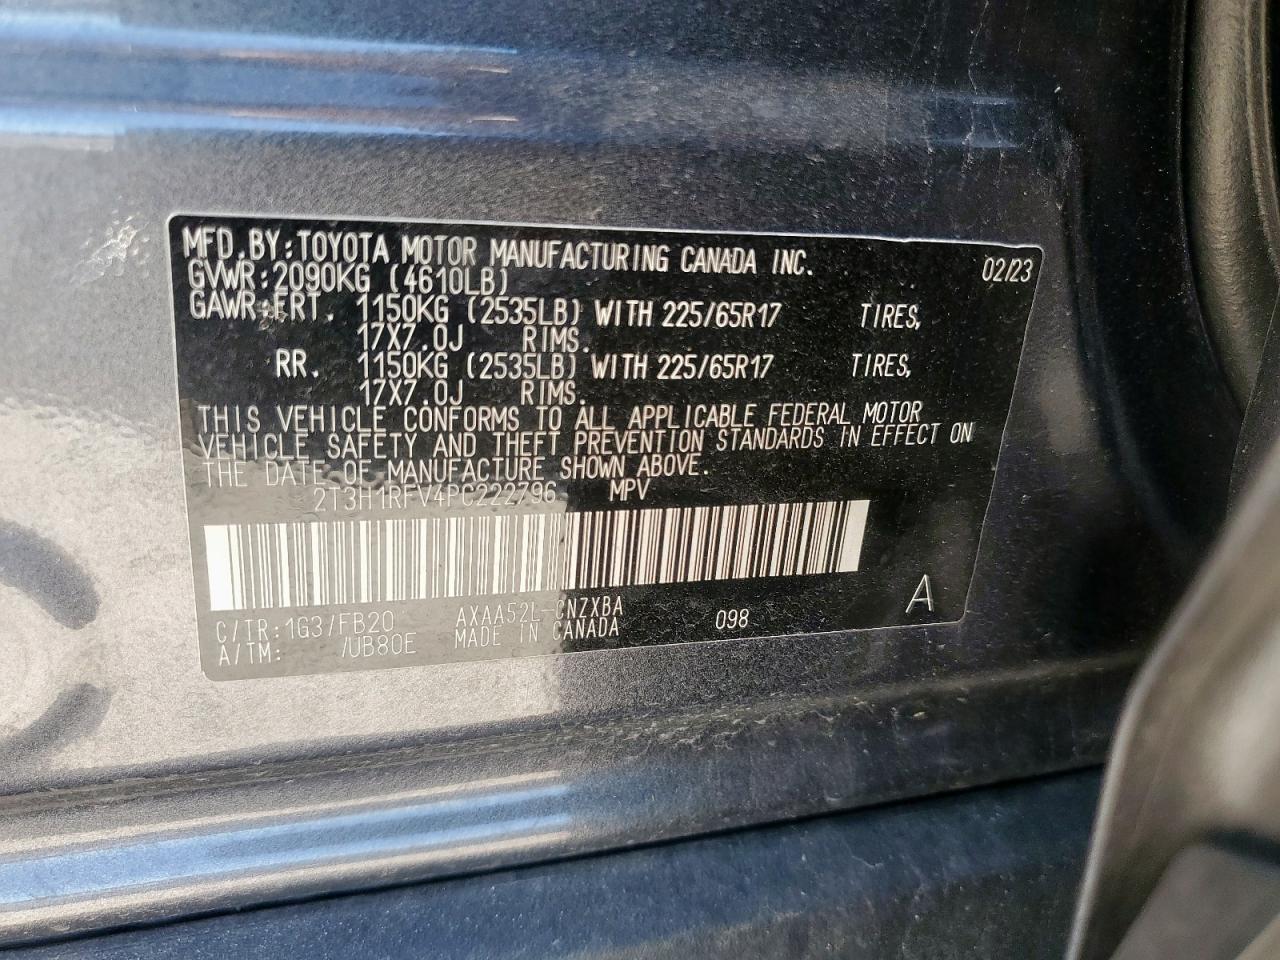 MFD.BY:TOYOTA MOTOR MANUFACTURING CANADA INC. 02/23
GVWR:2090KG (4610LB)
GAWR:FRT. 1150KG (2535LB) WITH 225/65R17 TIRES,
17X7.0J RIMS.
RR. 1150KG (2535LB) WITH 225/65R17 TIRES,
17X7.0J RIMS.
THIS VEHICLE CONFORMS TO ALL APPLICABLE FEDERAL MOTOR
VEHICLE SAFETY AND THEFT PREVENTION STANDARDS IN EFFECT ON
THE DATE OF MANUFACTURE SHOWN ABOVE.
2T3H1RFV4PC222796 MPV
C/TR:1G3/FB20 AXAA52L-CNZXBA 098 A
A/TM: /UB80E MADE IN CANADA